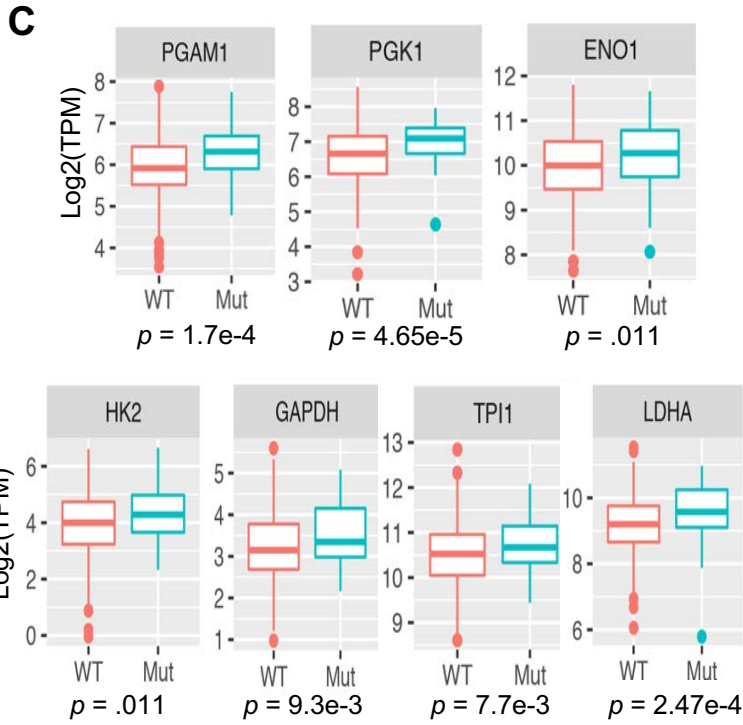 C
PGAM1
PGK1
ENO1
Log2(TPM)
8
7
6
5
4
8
7
6
5
4
3
12
11
10
9
8
WT Mut
WT Mut
WT Mut
p = 1.7e-4
p = 4.65e-5
p = .011
HK2
GAPDH
TPI1
LDHA
Log2(TPM)
6
4
2
0
5
4
3
2
1
13
12
11
10
9
10
8
6
WT Mut
WT Mut
WT Mut
WT Mut
p = .011
p = 9.3e-3
p = 7.7e-3
p = 2.47e-4